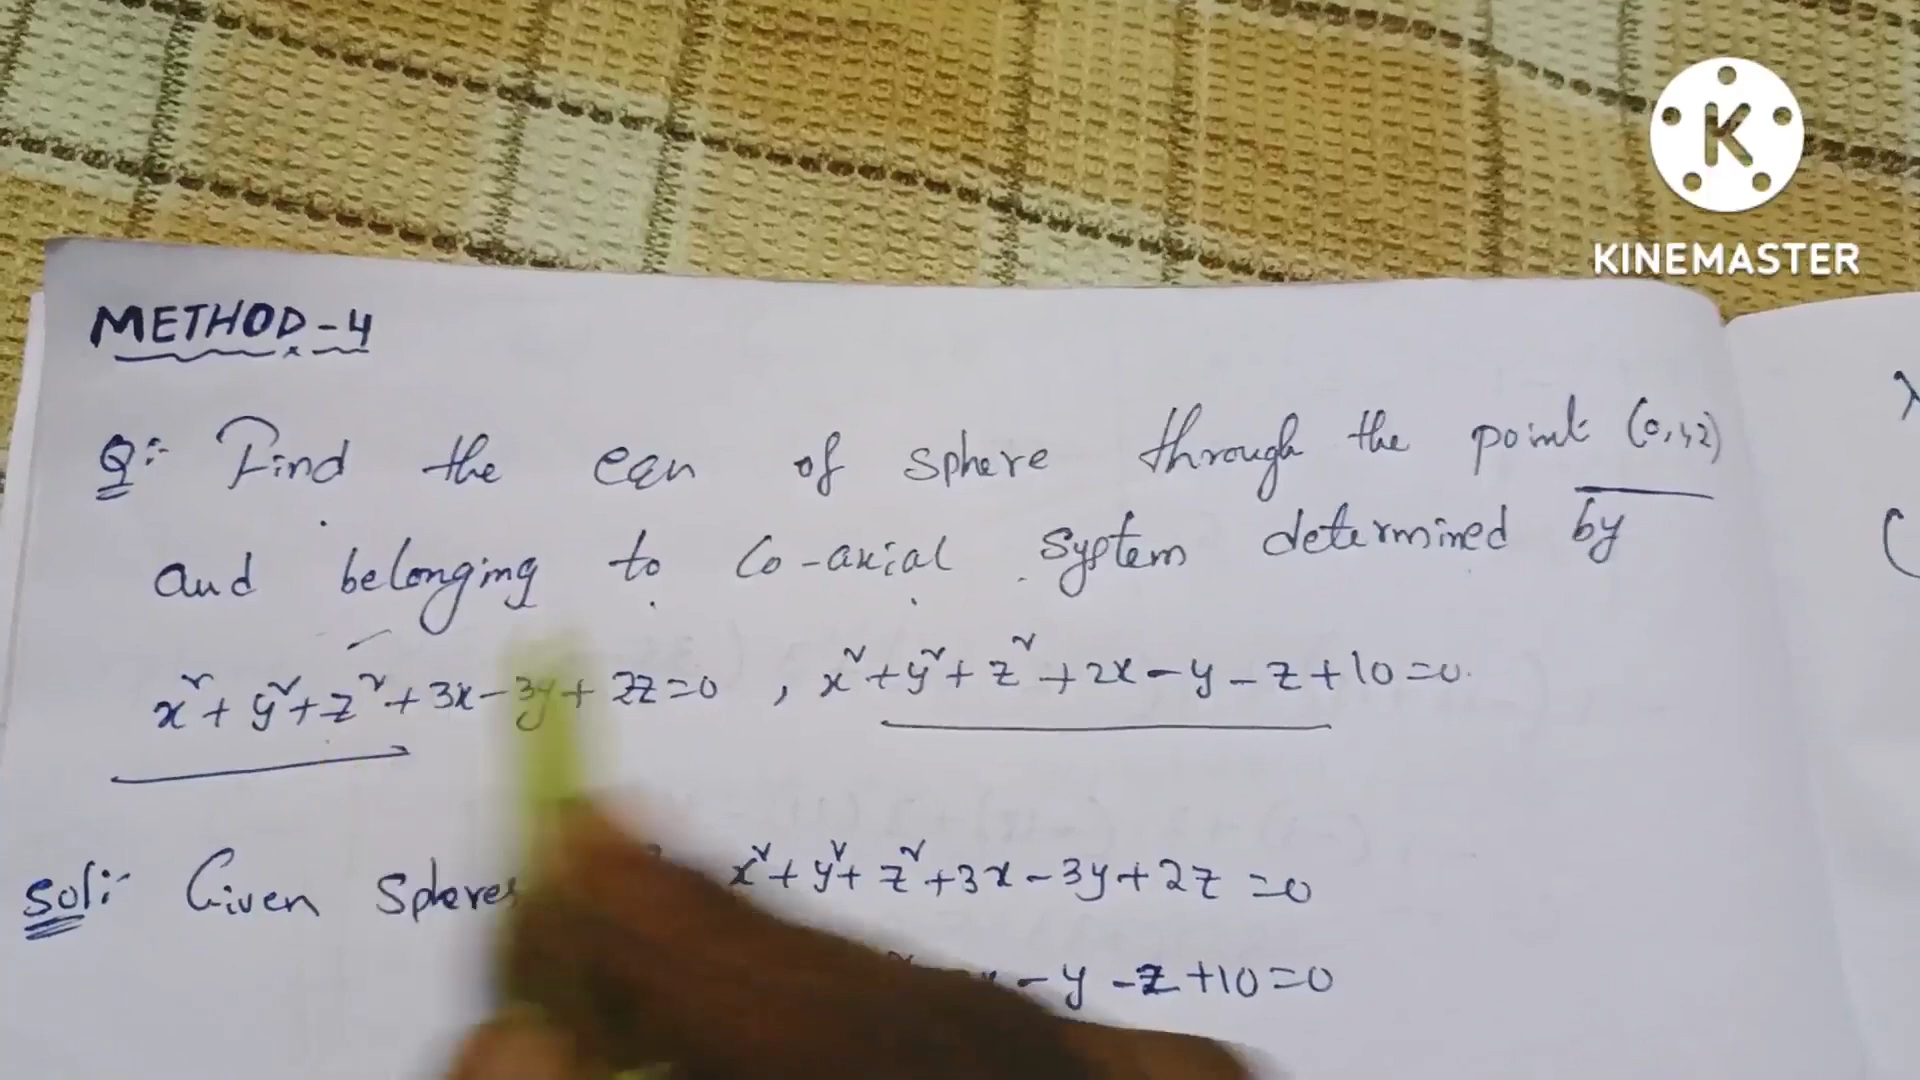 K
KINEMASTER
METHOD-4
Q:- Find the eqn of sphere through the point (0,1,2)
and belonging to Co-axial system determined by
x²+y²+z²+3x-3y+2z=0, x²+y²+z²+2x-y-z+10=0.
Sol:- Given Spheres x²+y²+z²+3x-3y+2z=0
-y-z+10=0